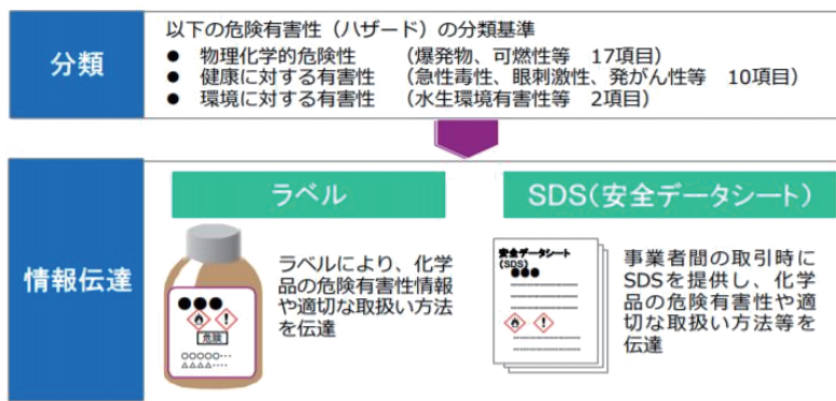 分類
以下の危険有害性（ハザード）の分類基準
● 物理化学的危険性　（爆発物、可燃性等　17項目）
● 健康に対する有害性　（急性毒性、眼刺激性、発がん性等　10項目）
● 環境に対する有害性　（水生環境有害性等　2項目）
情報伝達
ラベル
●●●
危険
○○○○○…
△△△△…
ラベルにより、化学
品の危険有害性情報
や適切な取扱い方法
を伝達
SDS（安全データシート）
安全データシート
（SDS）
●●●
事業者間の取引時に
SDSを提供し、化学
品の危険有害性や適
切な取扱い方法等を
伝達